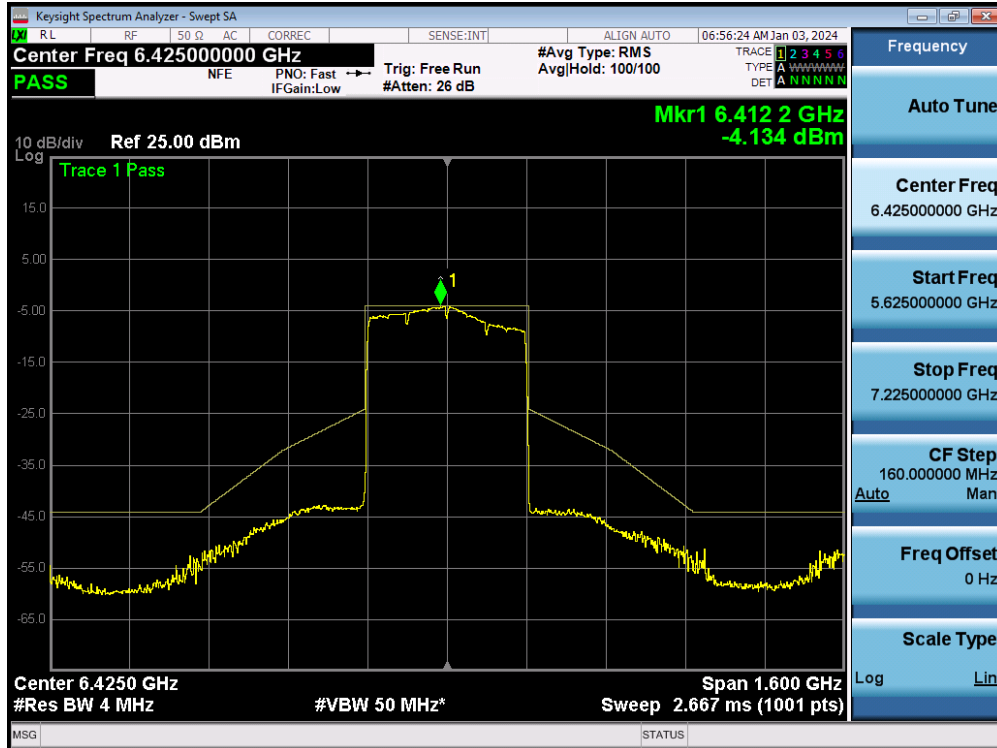 Keysight Spectrum Analyzer - Swept SA
LXI RL RF 50 Ω AC CORREC SENSE:INT ALIGN AUTO 06:56:24 AM Jan 03, 2024
Center Freq 6.425000000 GHz
PASS
NFE
PNO: Fast
IFGain:Low
Trig: Free Run
#Atten: 26 dB
#Avg Type: RMS
Avg|Hold: 100/100
TRACE 1 2 3 4 5 6
TYPE A WWWWW
DET A N N N N N
Mkr1 6.412 2 GHz
-4.134 dBm
10 dB/div
Log
Ref 25.00 dBm
Trace 1 Pass
15.0
5.00
-5.00
-15.0
-25.0
-35.0
-45.0
-55.0
-65.0
1
Center 6.4250 GHz
Span 1.600 GHz
#Res BW 4 MHz
#VBW 50 MHz*
Sweep 2.667 ms (1001 pts)
MSG
STATUS
Frequency
Auto Tune
Center Freq
6.425000000 GHz
Start Freq
5.625000000 GHz
Stop Freq
7.225000000 GHz
CF Step
160.000000 MHz
Auto Man
Freq Offset
0 Hz
Scale Type
Log Lin